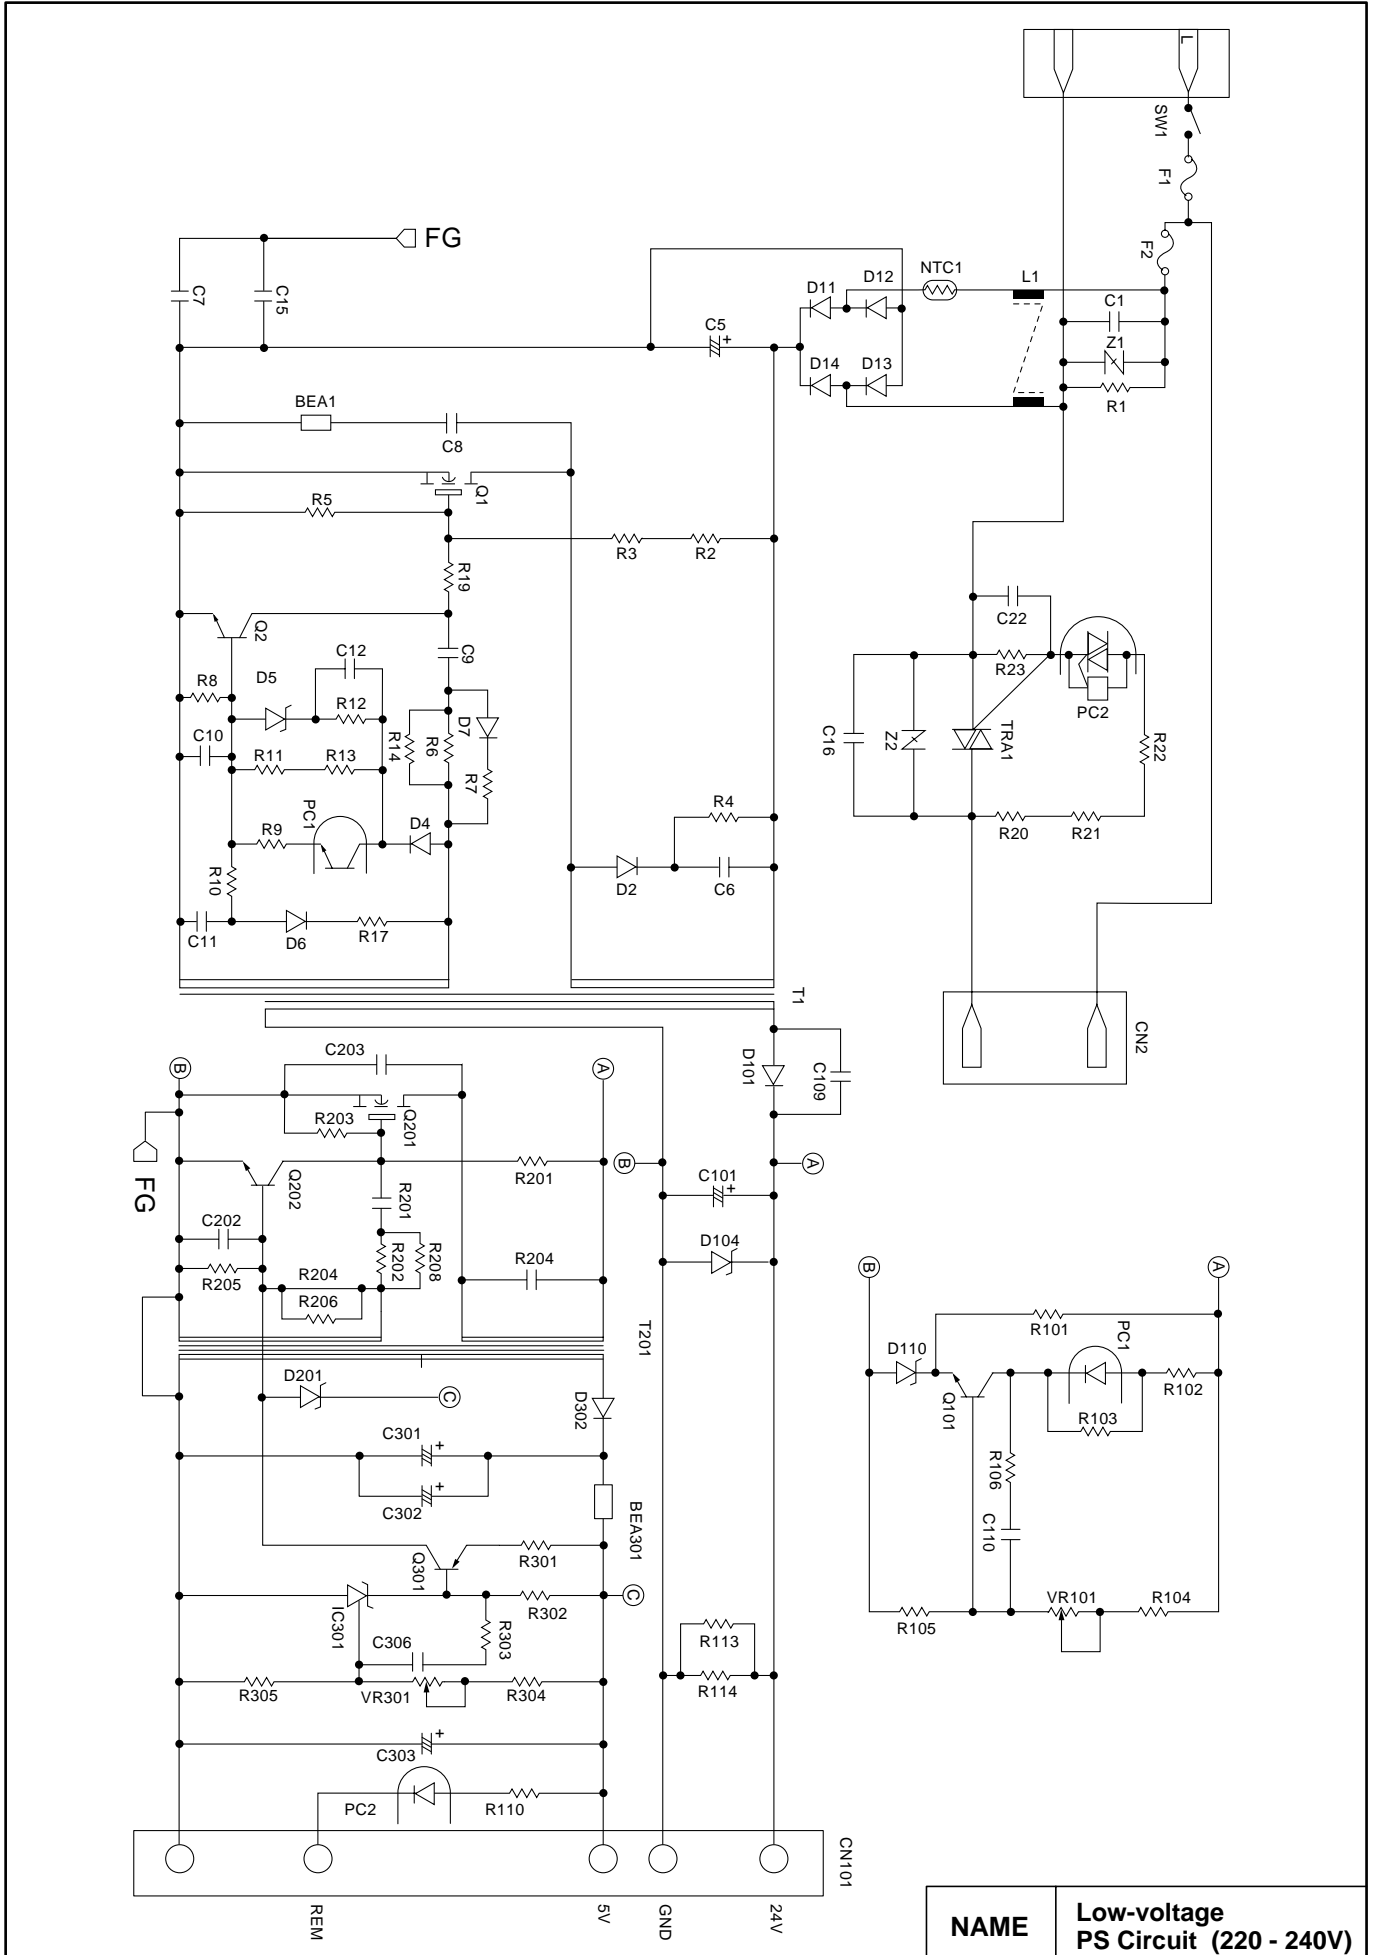 L
SW1
F1
F2
FG
NTC1
L1
D11
D12
C1
C7
C15
C5
+
Z1
D14
D13
R1
BEA1
C8
Q1
R5
R3
R2
R19
Q2
C22
C12
C9
R23
D5
R8
R12
D7
PC2
C10
R14
R6
TRA1
C16
Z2
R22
R11
R13
R7
PC1
R4
R9
D4
R20
R21
R10
D2
C6
C11
D6
R17
T1
CN2
C203
B
A
D101
C109
R203
Q201
FG
Q202
R201
B
C101
+
A
R201
C202
D104
R202
R208
R204
B
A
R205
R204
R206
T201
R101
PC1
D110
D201
C
D302
R102
Q101
R103
C301
+
R106
+
C302
BEA301
C110
Q301
R301
C
IC301
R302
VR101
R104
R303
R113
R105
C306
R305
VR301
R304
R114
+
C303
PC2
R110
CN101
REM
5V
GND
24V
NAME
Low-voltage
PS Circuit (220 - 240V)